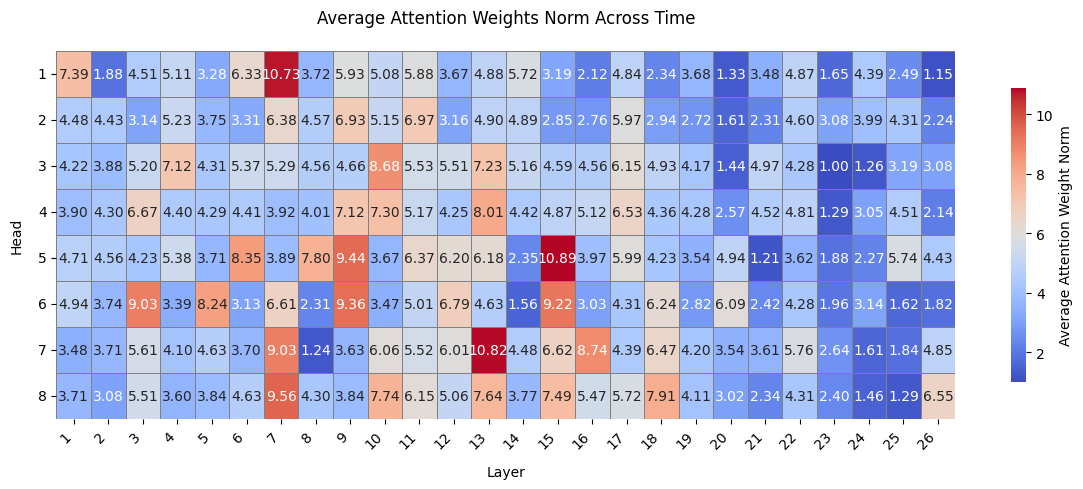 Average Attention Weights Norm Across Time
1 7.39 1.88 4.51 5.11 3.28 6.33 10.73 3.72 5.93 5.08 5.88 3.67 4.88 5.72 3.19 2.12 4.84 2.34 3.68 1.33 3.48 4.87 1.65 4.39 2.49 1.15
2 4.48 4.43 3.14 5.23 3.75 3.31 6.38 4.57 6.93 5.15 6.97 3.16 4.90 4.89 2.85 2.76 5.97 2.94 2.72 1.61 2.31 4.60 3.08 3.99 4.31 2.24
3 4.22 3.88 5.20 7.12 4.31 5.37 5.29 4.56 4.66 8.68 5.53 5.51 7.23 5.16 4.59 4.56 6.15 4.93 4.17 1.44 4.97 4.28 1.00 1.26 3.19 3.08
4 3.90 4.30 6.67 4.40 4.29 4.41 3.92 4.01 7.12 7.30 5.17 4.25 8.01 4.42 4.87 5.12 6.53 4.36 4.28 2.57 4.52 4.81 1.29 3.05 4.51 2.14
5 4.71 4.56 4.23 5.38 3.71 8.35 3.89 7.80 9.44 3.67 6.37 6.20 6.18 2.35 10.89 3.97 5.99 4.23 3.54 4.94 1.21 3.62 1.88 2.27 5.74 4.43
6 4.94 3.74 9.03 3.39 8.24 3.13 6.61 2.31 9.36 3.47 5.01 6.79 4.63 1.56 9.22 3.03 4.31 6.24 2.82 6.09 2.42 4.28 1.96 3.14 1.62 1.82
7 3.48 3.71 5.61 4.10 4.63 3.70 9.03 1.24 3.63 6.06 5.52 6.01 10.82 4.48 6.62 8.74 4.39 6.47 4.20 3.54 3.61 5.76 2.64 1.61 1.84 4.85
8 3.71 3.08 5.51 3.60 3.84 4.63 9.56 4.30 3.84 7.74 6.15 5.06 7.64 3.77 7.49 5.47 5.72 7.91 4.11 3.02 2.34 4.31 2.40 1.46 1.29 6.55
Head
1 2 3 4 5 6 7 8 9 10 11 12 13 14 15 16 17 18 19 20 21 22 23 24 25 26
Layer
10
8
6
4
2
Average Attention Weight Norm